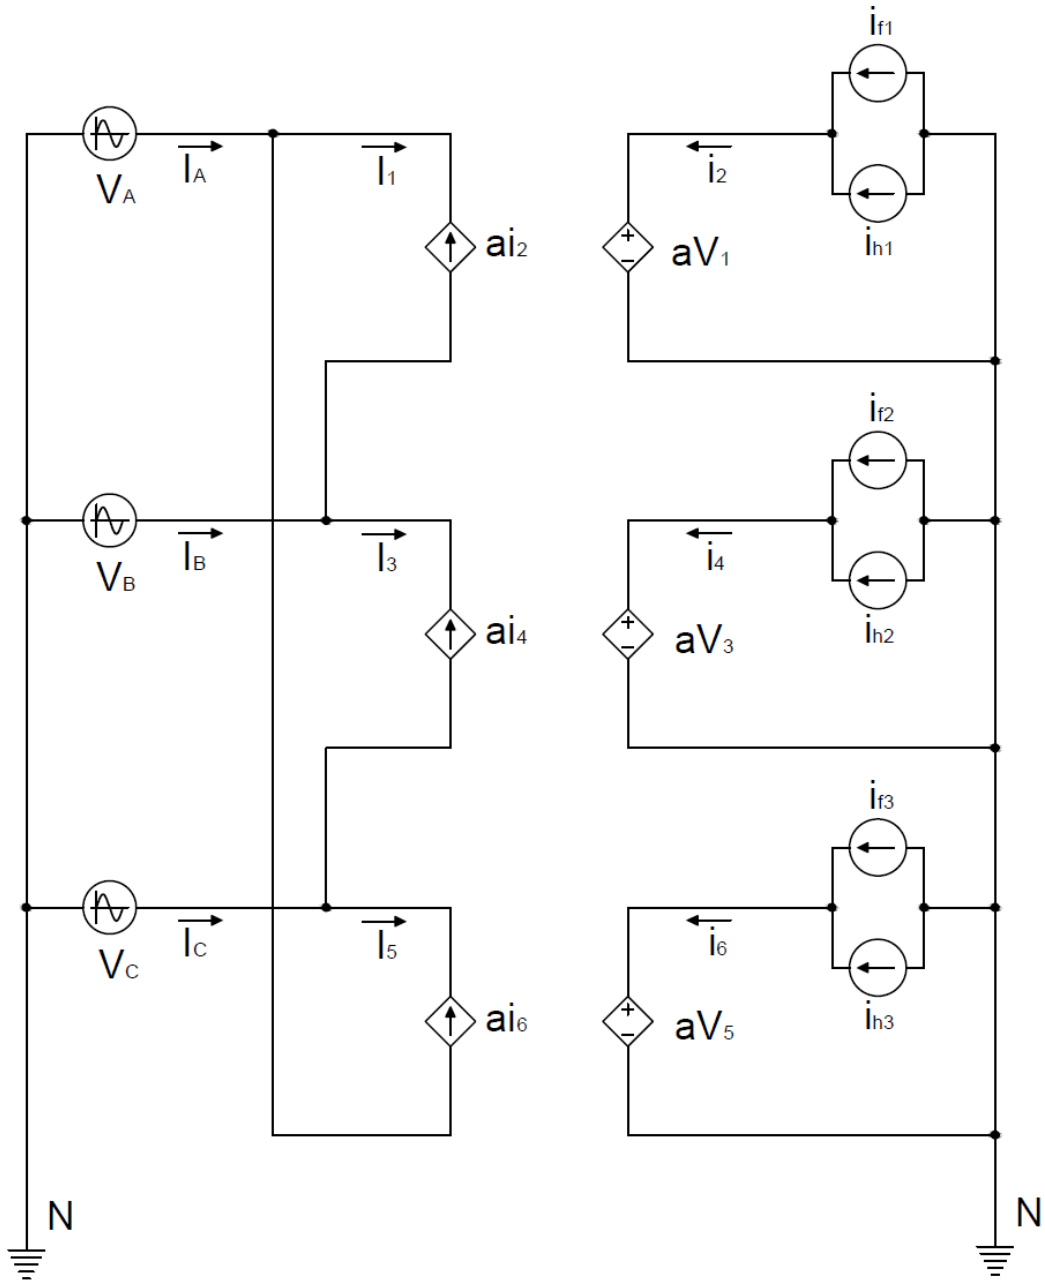 if1
IA
I1
i2
VA
ih1
ai2
+
−
aV1
if2
IB
I3
i4
VB
ih2
ai4
+
−
aV3
if3
IC
I5
i6
VC
ih3
ai6
+
−
aV5
N
N